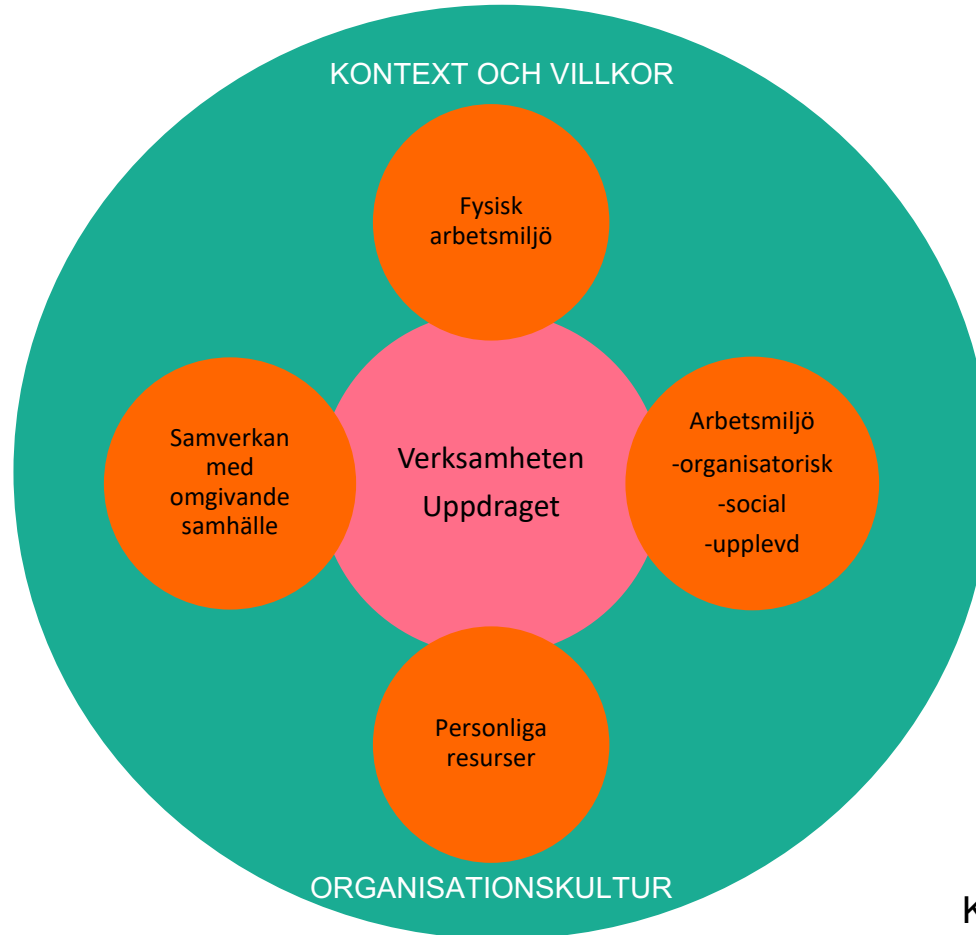 KONTEXT OCH VILLKOR
Fysisk
arbetsmiljö
Samverkan
med
omgivande
samhälle
Verksamheten
Uppdraget
Arbetsmiljö
-organisatorisk
-social
-upplevd
Personliga
resurser
ORGANISATIONSKULTUR
K